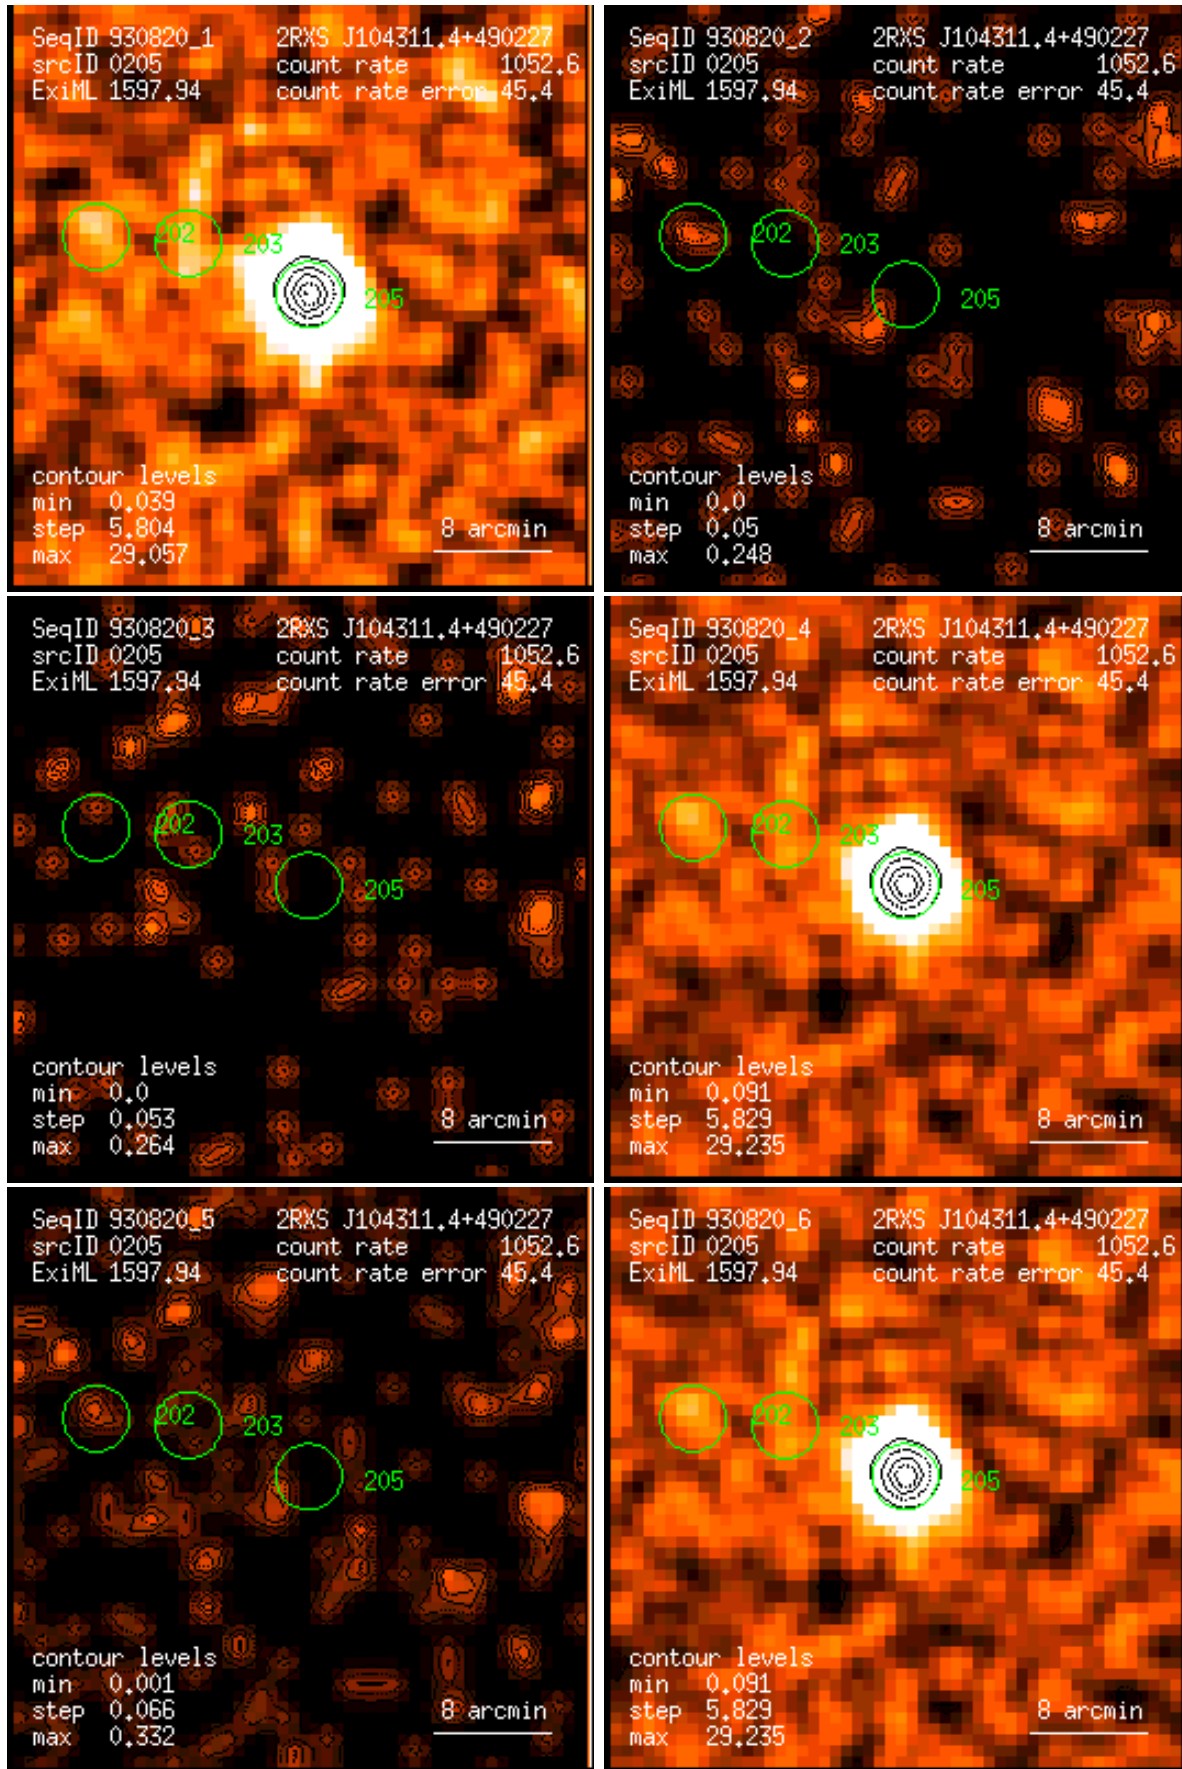 SeqID 930820_1 2RXS J104311.4+490227
srcID 0205 count rate 1052.6
ExiML 1597.94 count rate error 45.4
202 203
205
contour levels
min 0.039
step 5.804 8 arcmin
max 29.057
SeqID 930820_2 2RXS J104311.4+490227
srcID 0205 count rate 1052.6
ExiML 1597.94 count rate error 45.4
202 203
205
contour levels
min 0.0
step 0.05 8 arcmin
max 0.248
SeqID 930820_3 2RXS J104311.4+490227
srcID 0205 count rate 1052.6
ExiML 1597.94 count rate error 45.4
202 203
205
contour levels
min 0.0
step 0.053 8 arcmin
max 0.264
SeqID 930820_4 2RXS J104311.4+490227
srcID 0205 count rate 1052.6
ExiML 1597.94 count rate error 45.4
202 203
205
contour levels
min 0.091
step 5.829 8 arcmin
max 29.235
SeqID 930820_5 2RXS J104311.4+490227
srcID 0205 count rate 1052.6
ExiML 1597.94 count rate error 45.4
202 203
205
contour levels
min 0.001
step 0.066 8 arcmin
max 0.332
SeqID 930820_6 2RXS J104311.4+490227
srcID 0205 count rate 1052.6
ExiML 1597.94 count rate error 45.4
202 203
205
contour levels
min 0.091
step 5.829 8 arcmin
max 29.235